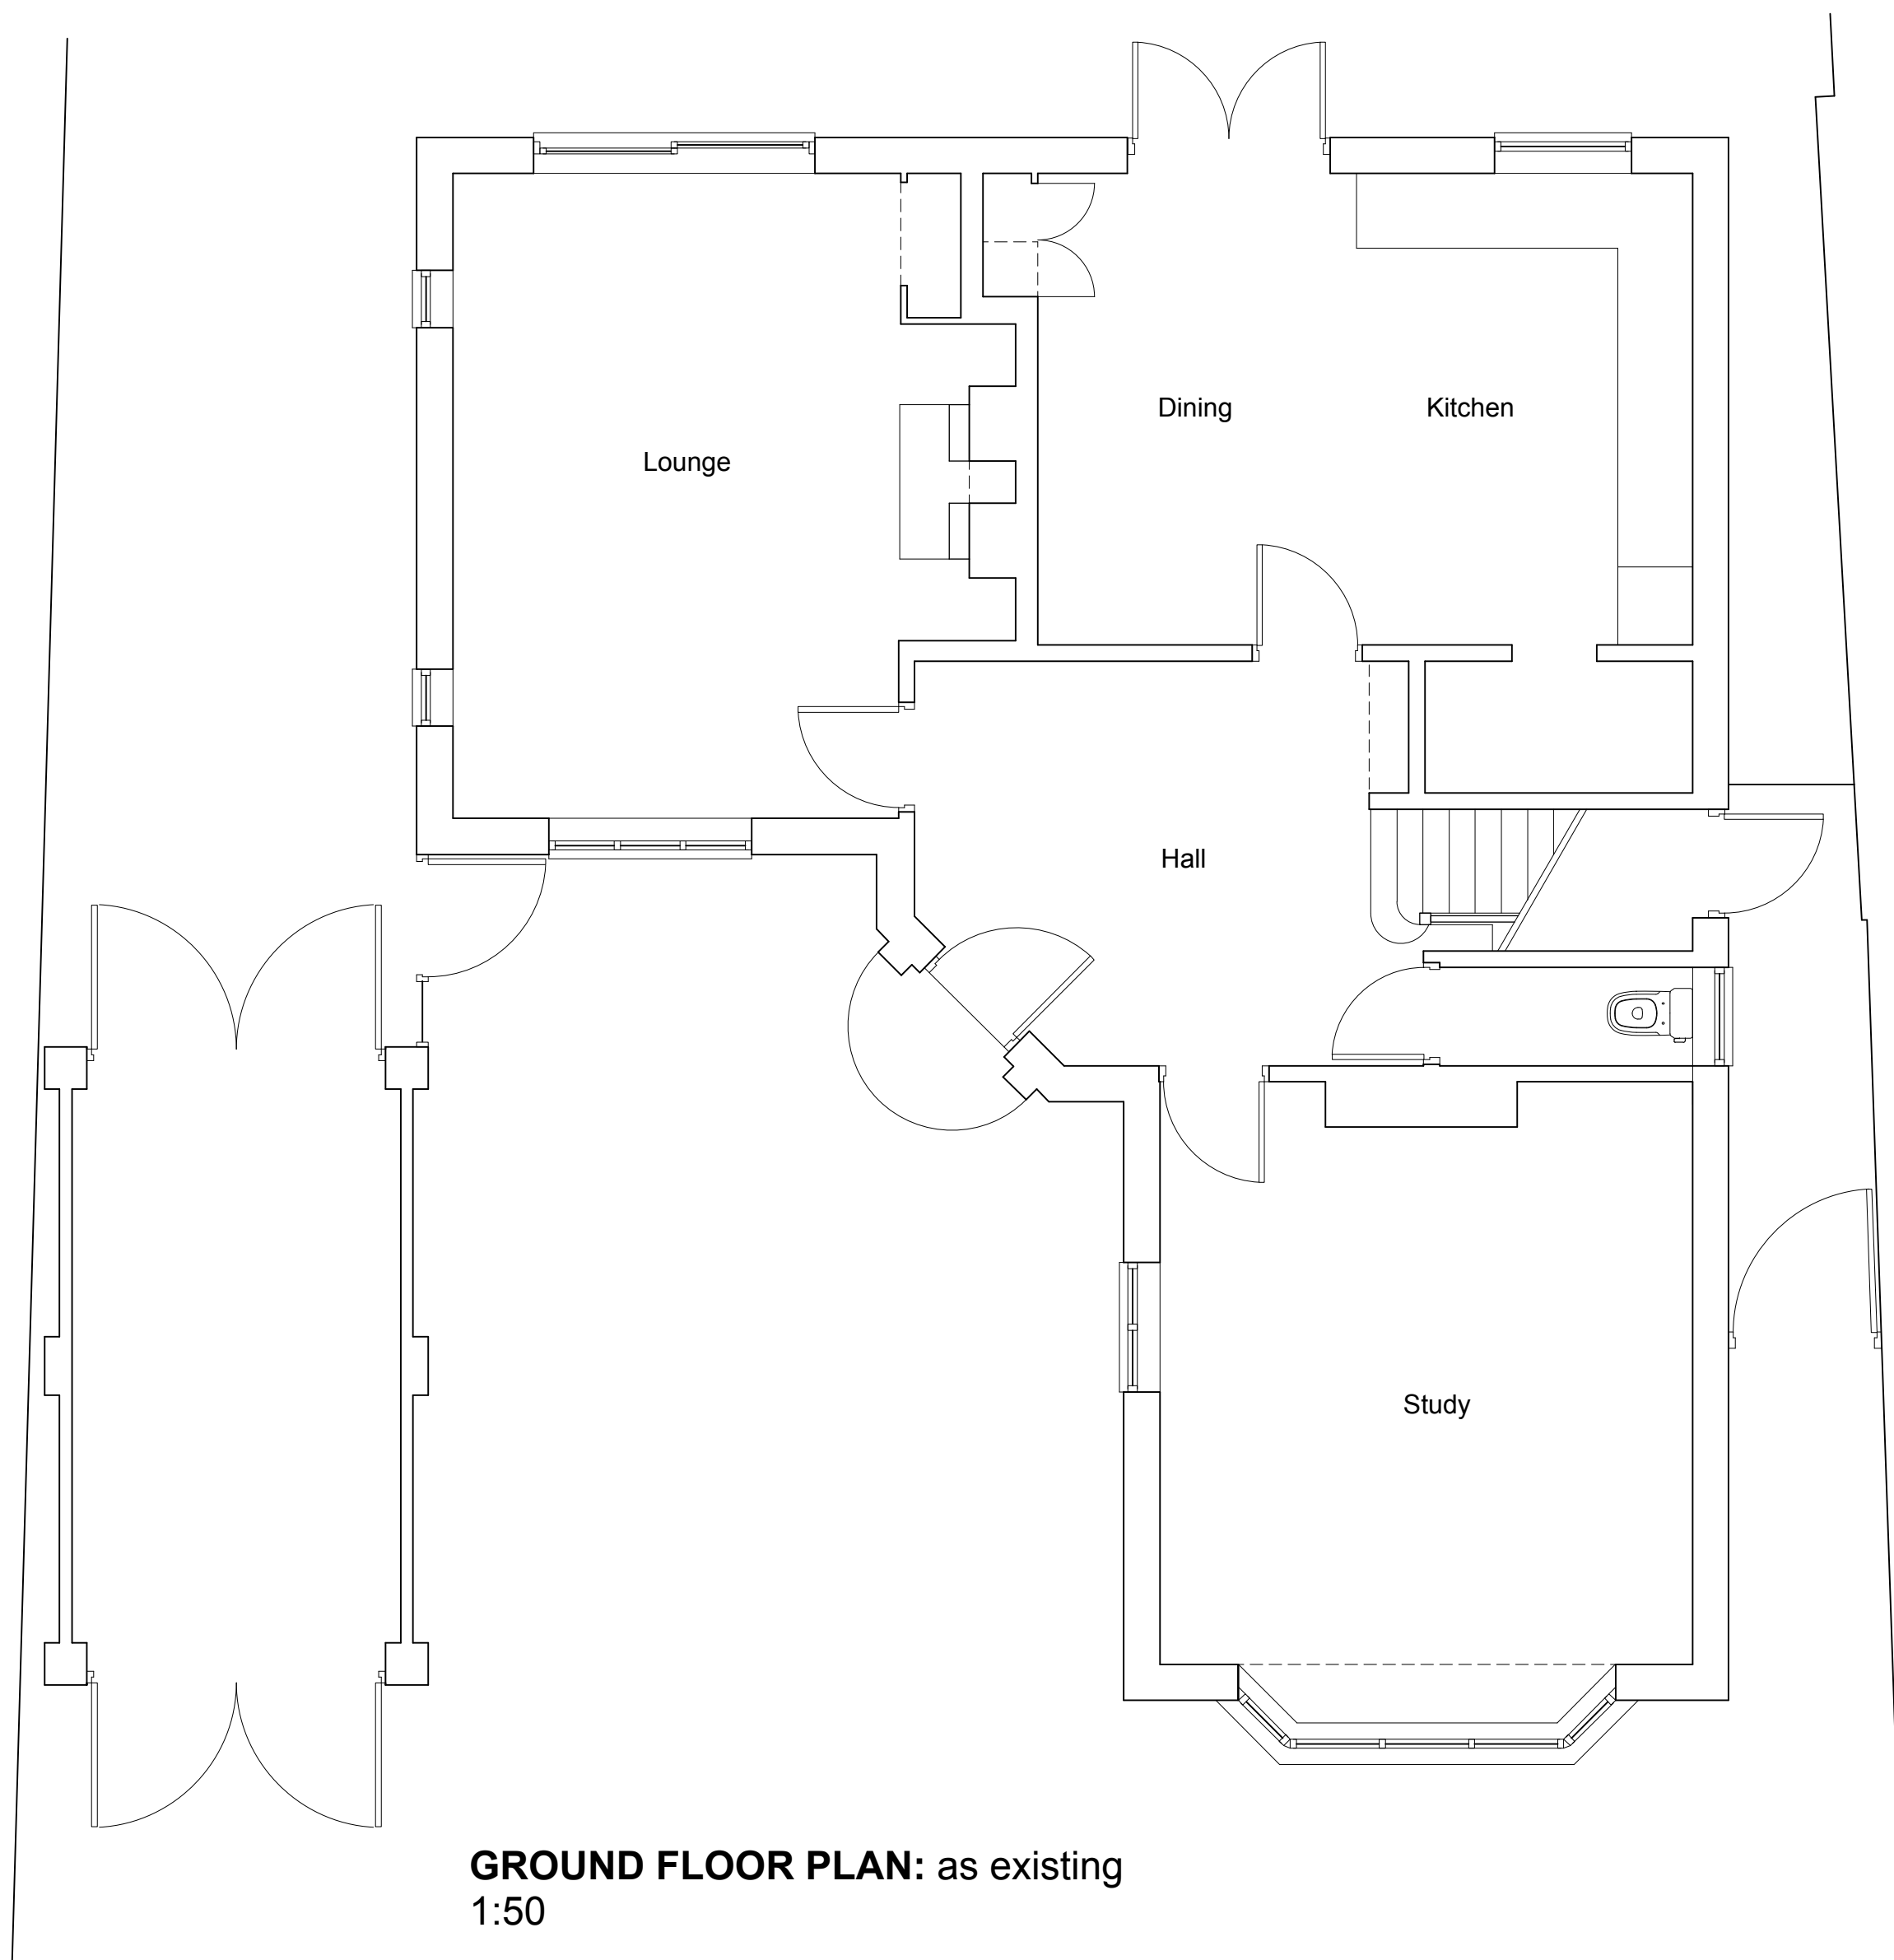 Dining
Kitchen
Lounge
Hall
Study
GROUND FLOOR PLAN: as existing
1:50